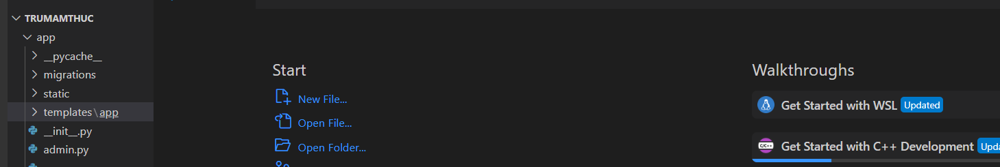 TRUMAMTHUC
app
__pycache__
migrations
static
templates\app
__init__.py
admin.py
Start
New File...
Open File...
Open Folder...
Walkthroughs
Get Started with WSL Updated
C/C++ Get Started with C++ Development Upda